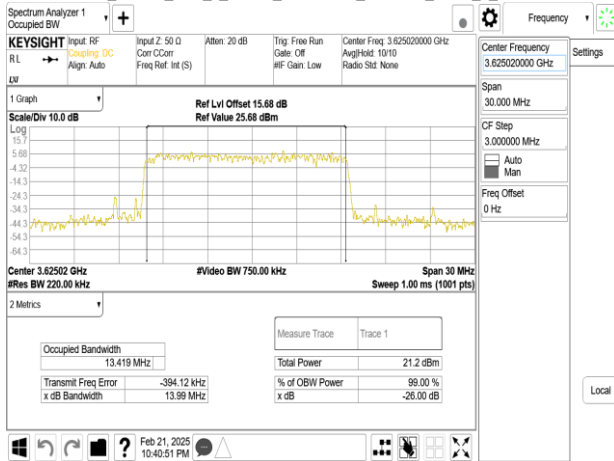 Spectrum Analyzer 1
Occupied BW
+
Frequency
KEYSIGHT
RL
LXI
Input: RF
Coupling: DC
Align: Auto
Input Z: 50 Ω
Corr CCorr
Freq Ref: Int (S)
Atten: 20 dB
Trig: Free Run
Gate: Off
#IF Gain: Low
Center Freq: 3.625020000 GHz
Avg|Hold: 10/10
Radio Std: None
Center Frequency
3.625020000 GHz
Settings
Span
30.000 MHz
CF Step
3.000000 MHz
Auto
Man
Freq Offset
0 Hz
Local
1 Graph
Scale/Div 10.0 dB
Ref Lvl Offset 15.68 dB
Ref Value 25.68 dBm
Log
15.7
5.68
-4.32
-14.3
-24.3
-34.3
-44.3
-54.3
-64.3
Center 3.62502 GHz
#Res BW 220.00 kHz
#Video BW 750.00 kHz
Span 30 MHz
Sweep 1.00 ms (1001 pts)
2 Metrics
Measure Trace Trace 1
Occupied Bandwidth
13.419 MHz
Total Power 21.2 dBm
Transmit Freq Error -394.12 kHz
% of OBW Power 99.00 %
x dB Bandwidth 13.99 MHz
x dB -26.00 dB
?
Feb 21, 2025
10:40:51 PM